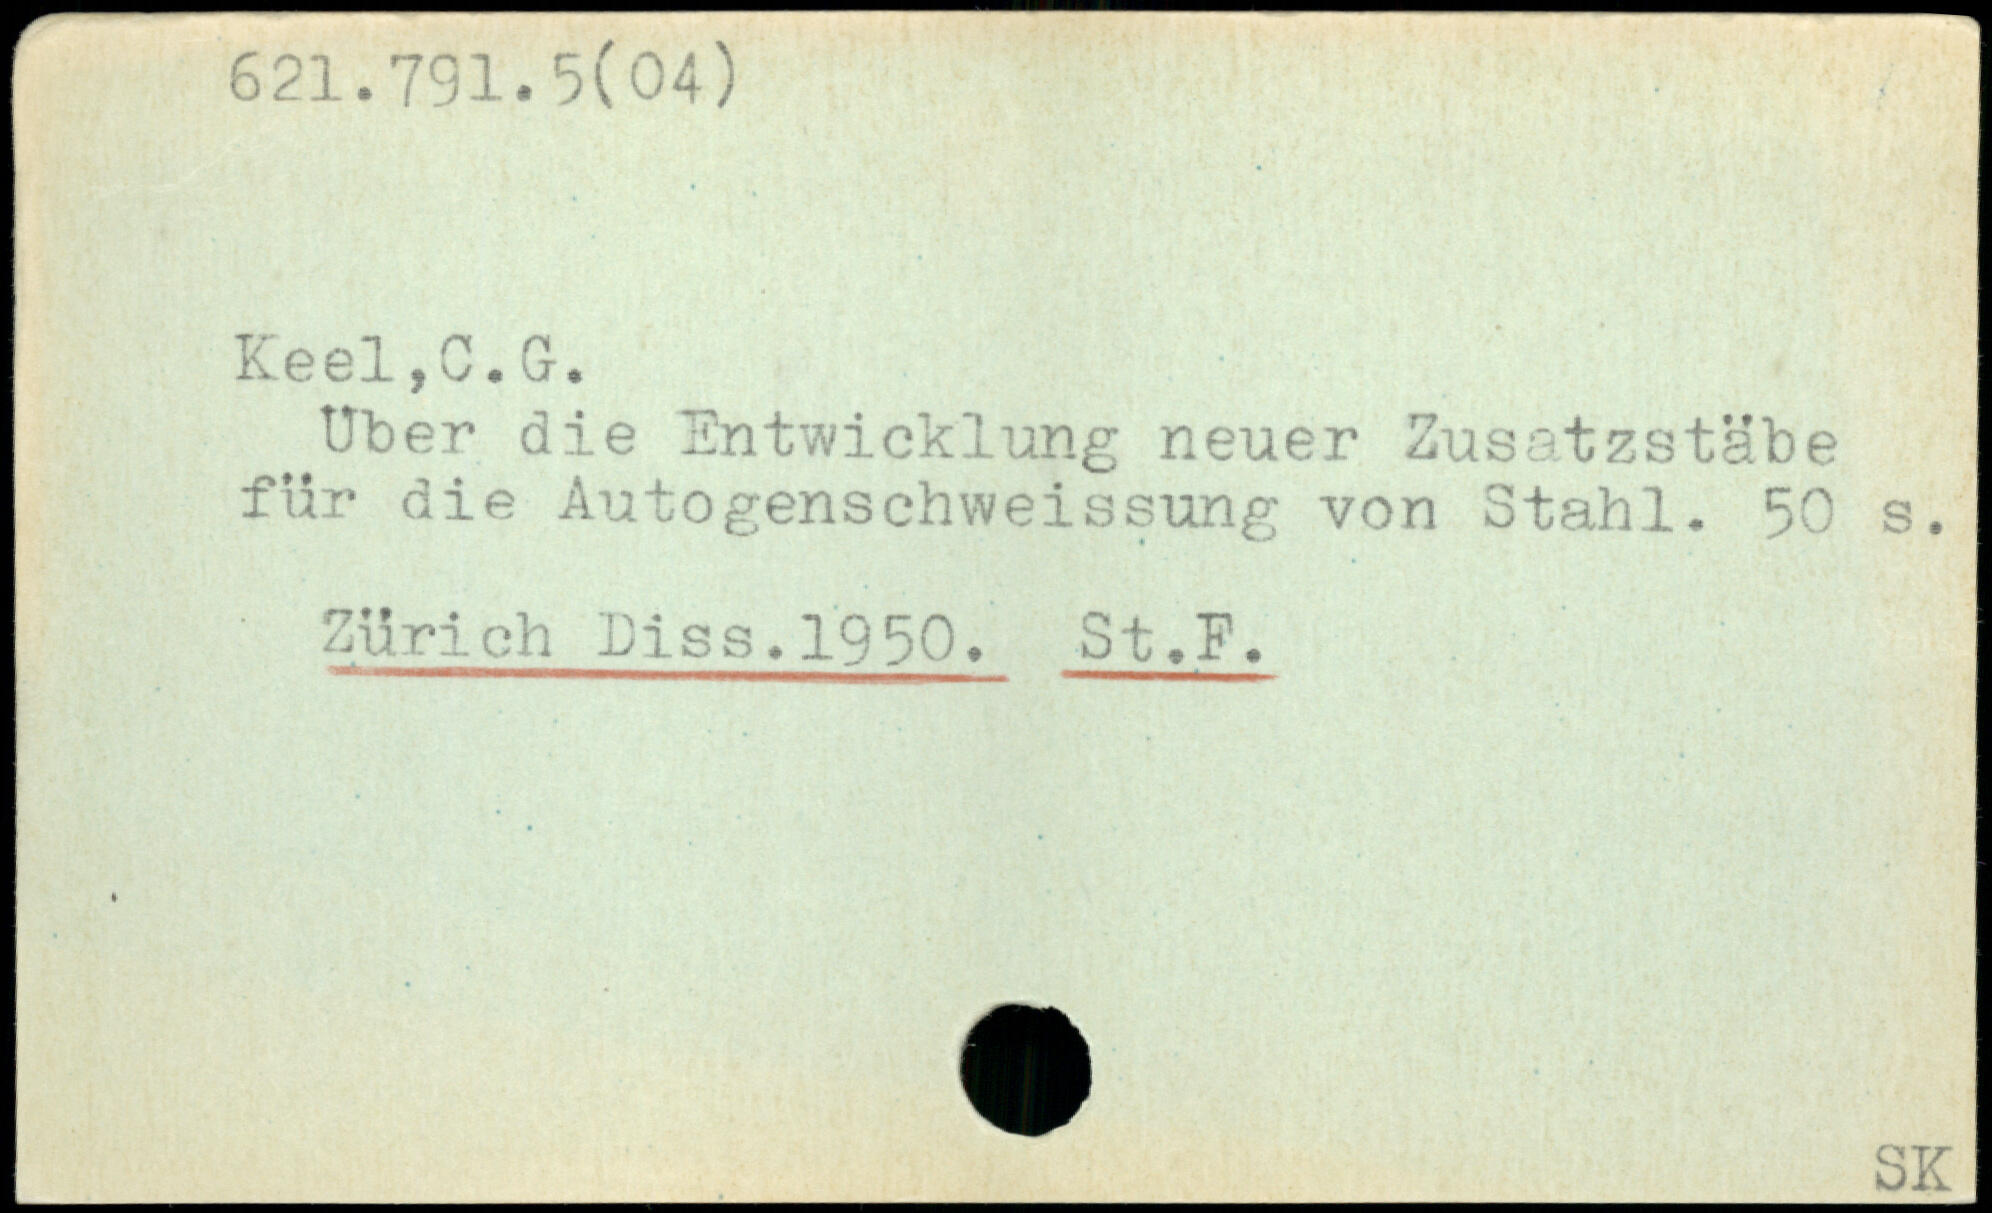 621.791.5(04)
Keel,C.G.
Über die Entwicklung neuer Zusatzstäbe
für die Autogenschweissung von Stahl. 50 s.
Zürich Diss.1950. St.F.
SK